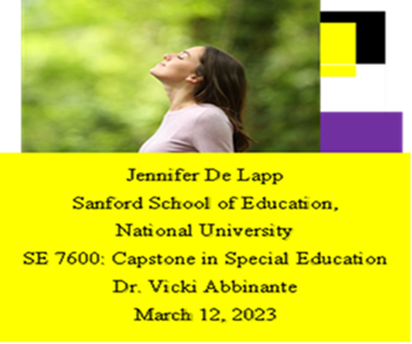 Jennifer De Lapp
Sanford School of Education,
National University
SE 7600: Capstone in Special Education
Dr. Vicki Abbinante
March 12, 2023